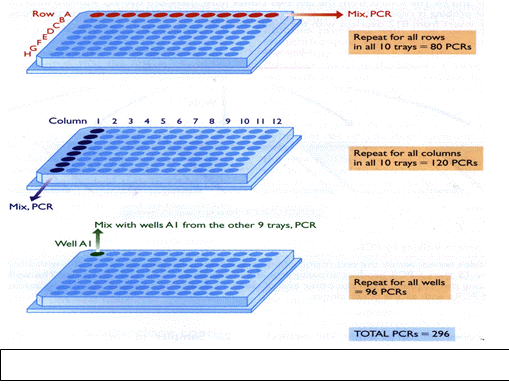 Row A
B
C
D
E
F
G
H
Mix, PCR
Repeat for all rows
in all 10 trays = 80 PCRs
Column 1 2 3 4 5 6 7 8 9 10 11 12
Repeat for all columns
in all 10 trays = 120 PCRs
Mix, PCR
Mix with wells A1 from the other 9 trays, PCR
Well A1
Repeat for all wells
= 96 PCRs
TOTAL PCRs = 296